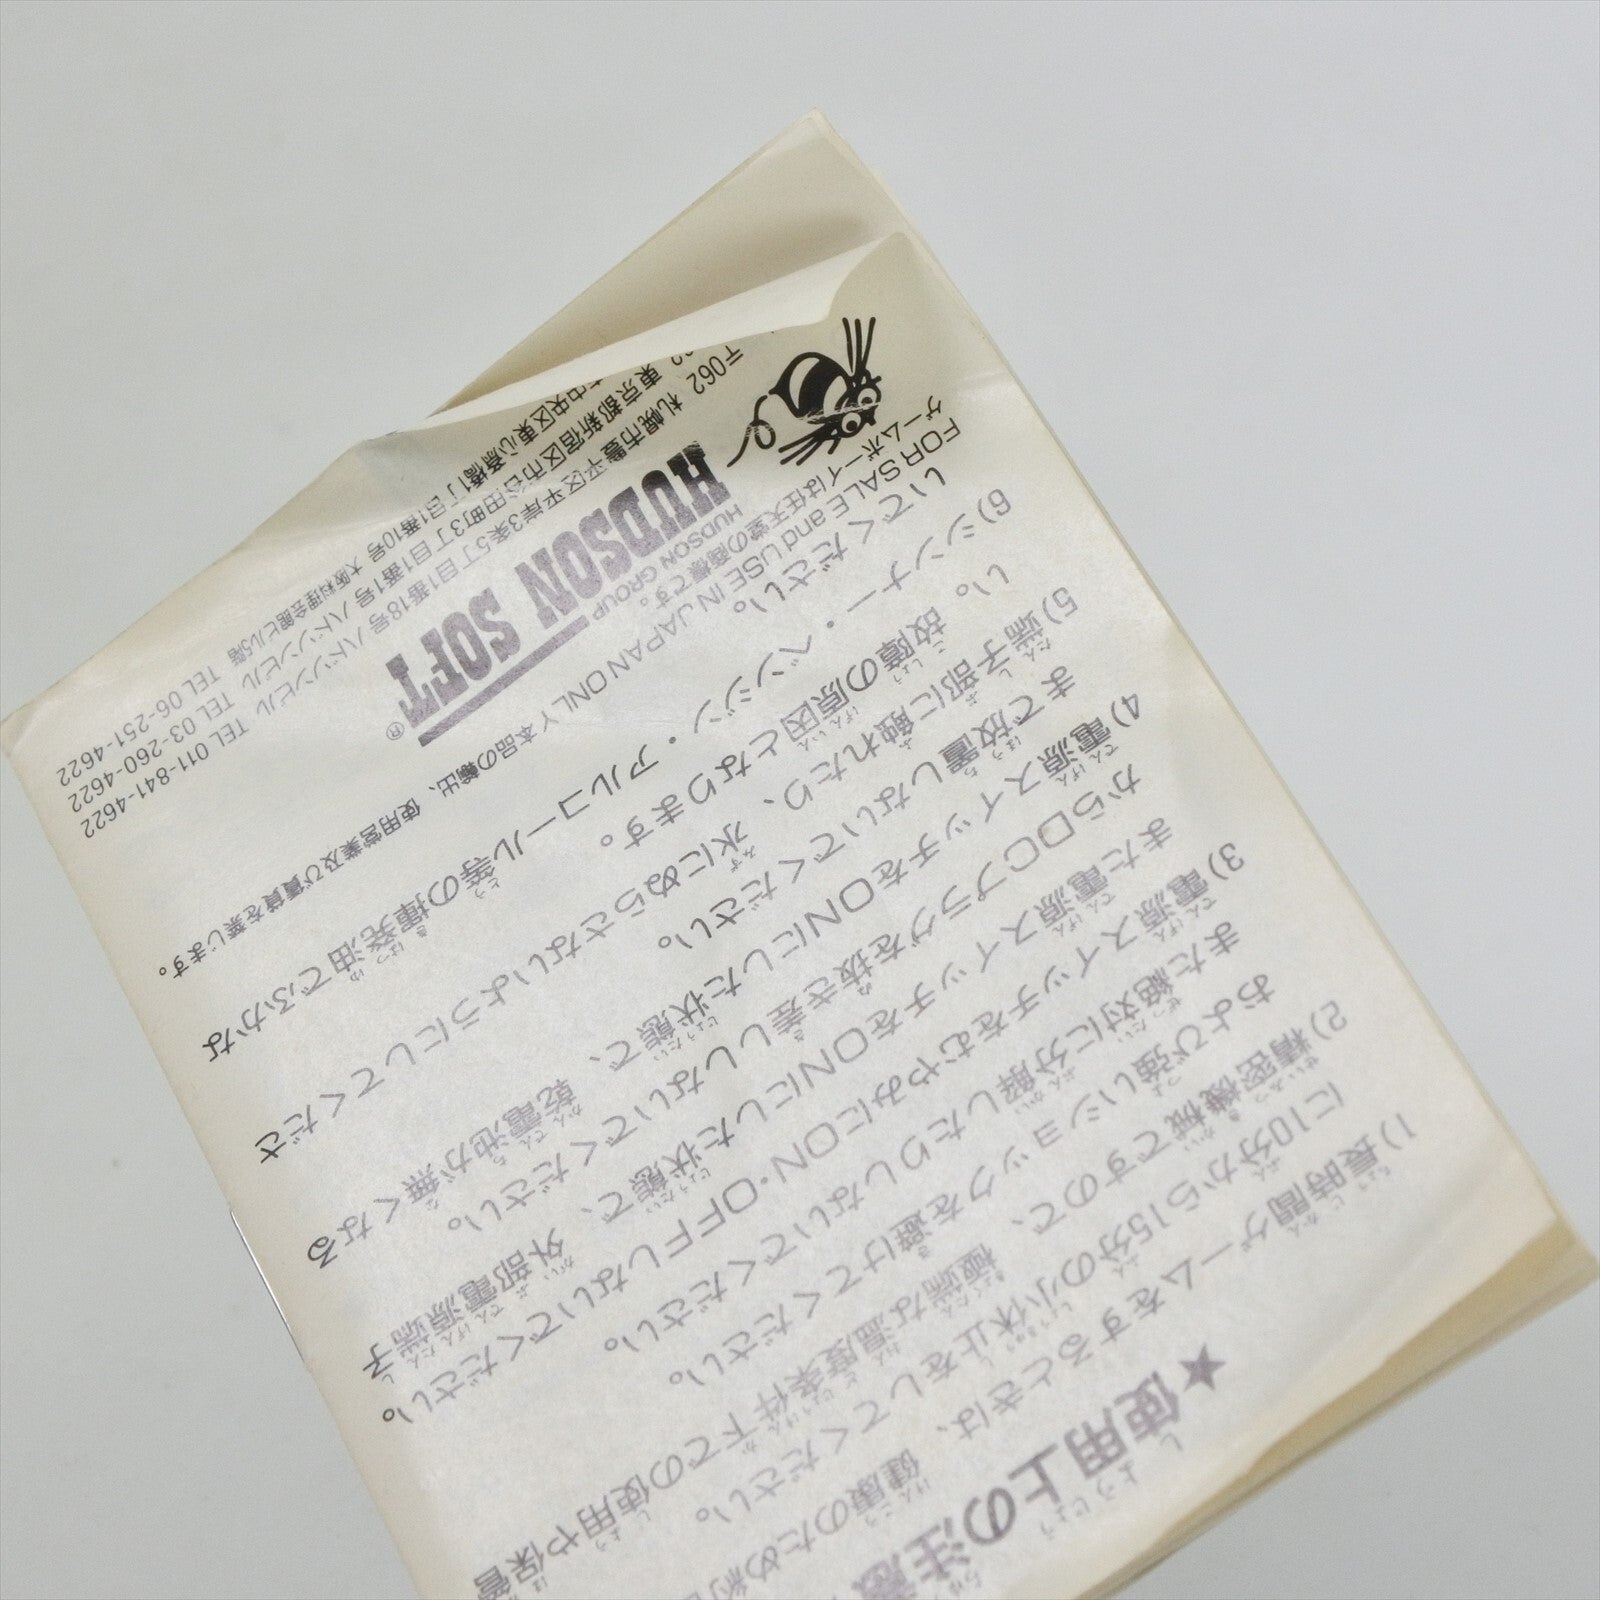 ★使用上の注意
1)長時間ゲームをするときは、健康のため約
に10分から15分の小休止をしてください。
2)精密機械ですので、極端な温度条件下での使用や保管
および強いショックを避けてください。
また絶対に分解したりしないでください。
3)電源スイッチをむやみにON・OFFしないでください。
また電源スイッチをONにした状態で、外部電源端子
からDCプラグを抜き差ししないでください。
4)電源スイッチをONにした状態で、乾電池が無くなる
まで放置しないでください。
5)端子部に触れたり、水にぬらさないようにしてくださ
い。故障の原因となります。
6)シンナー・ベンジン・アルコール等の揮発油でふかな
いでください。
FOR SALE and USE IN JAPAN ONLY 本品の輸出、使用営業及び賃貸を禁じます。
ゲームボーイは任天堂の商標です。
HUDSON GROUP
HUDSON SOFT®
〒062 札幌市豊平区平岸3条5丁目1番18号 ハドソンビル TEL 011-841-4622
東京都新宿区市谷田町3丁目1番1号 ハドソンビル TEL 03-260-4622
中央区東心斎橋1丁目1番10号 大阪料理会館ビル5階 TEL 06-251-4622